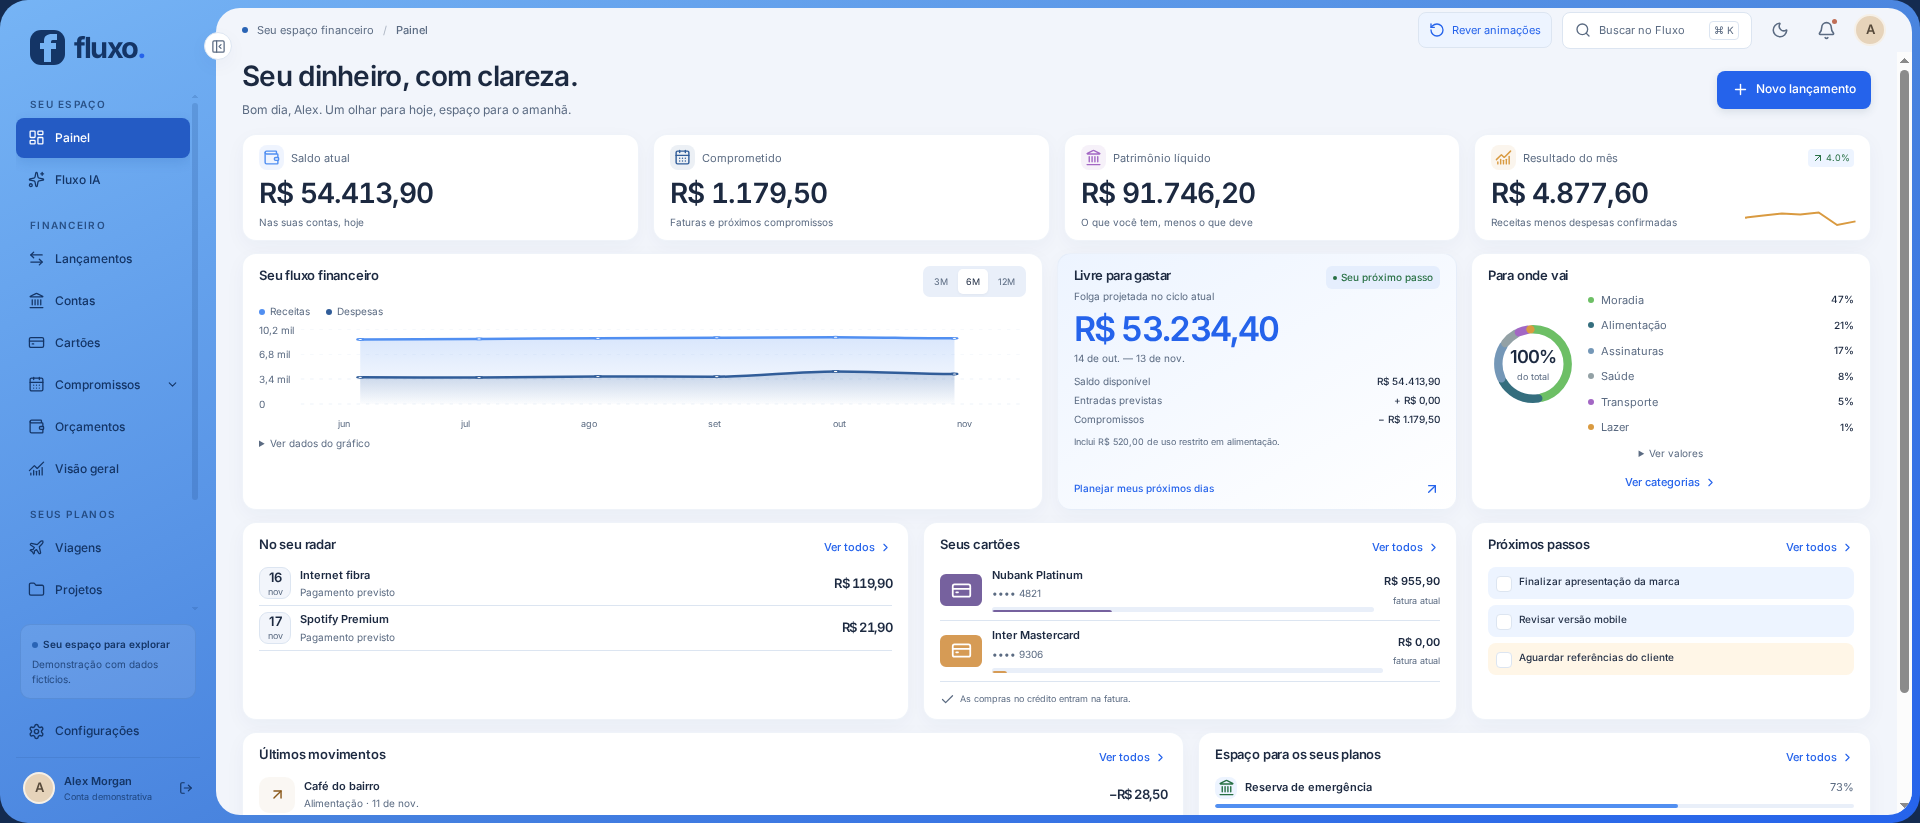 fluxo.
SEU ESPAÇO
Painel
Fluxo IA
FINANCEIRO
Lançamentos
Contas
Cartões
Compromissos
Orçamentos
Visão geral
SEUS PLANOS
Viagens
Projetos
Seu espaço para explorar
Demonstração com dados
fictícios.
Configurações
A
Alex Morgan
Conta demonstrativa
Seu espaço financeiro / Painel
Rever animações
Buscar no Fluxo
⌘ K
A
Seu dinheiro, com clareza.
Bom dia, Alex. Um olhar para hoje, espaço para o amanhã.
Novo lançamento
Saldo atual
R$ 54.413,90
Nas suas contas, hoje
Comprometido
R$ 1.179,50
Faturas e próximos compromissos
Patrimônio líquido
R$ 91.746,20
O que você tem, menos o que deve
Resultado do mês
4.0%
R$ 4.877,60
Receitas menos despesas confirmadas
Seu fluxo financeiro
3M 6M 12M
Receitas Despesas
10,2 mil
6,8 mil
3,4 mil
0
jun jul ago set out nov
Ver dados do gráfico
Livre para gastar
Seu próximo passo
Folga projetada no ciclo atual
R$ 53.234,40
14 de out. — 13 de nov.
Saldo disponível R$ 54.413,90
Entradas previstas + R$ 0,00
Compromissos − R$ 1.179,50
Inclui R$ 520,00 de uso restrito em alimentação.
Planejar meus próximos dias
Para onde vai
100%
do total
Moradia 47%
Alimentação 21%
Assinaturas 17%
Saúde 8%
Transporte 5%
Lazer 1%
Ver valores
Ver categorias
No seu radar
Ver todos
16
nov
Internet fibra
Pagamento previsto
R$ 119,90
17
nov
Spotify Premium
Pagamento previsto
R$ 21,90
Seus cartões
Ver todos
Nubank Platinum
•••• 4821
R$ 955,90
fatura atual
Inter Mastercard
•••• 9306
R$ 0,00
fatura atual
As compras no crédito entram na fatura.
Próximos passos
Ver todos
Finalizar apresentação da marca
Revisar versão mobile
Aguardar referências do cliente
Últimos movimentos
Ver todos
Café do bairro
Alimentação · 11 de nov.
−R$ 28,50
Espaço para os seus planos
Ver todos
Reserva de emergência
73%